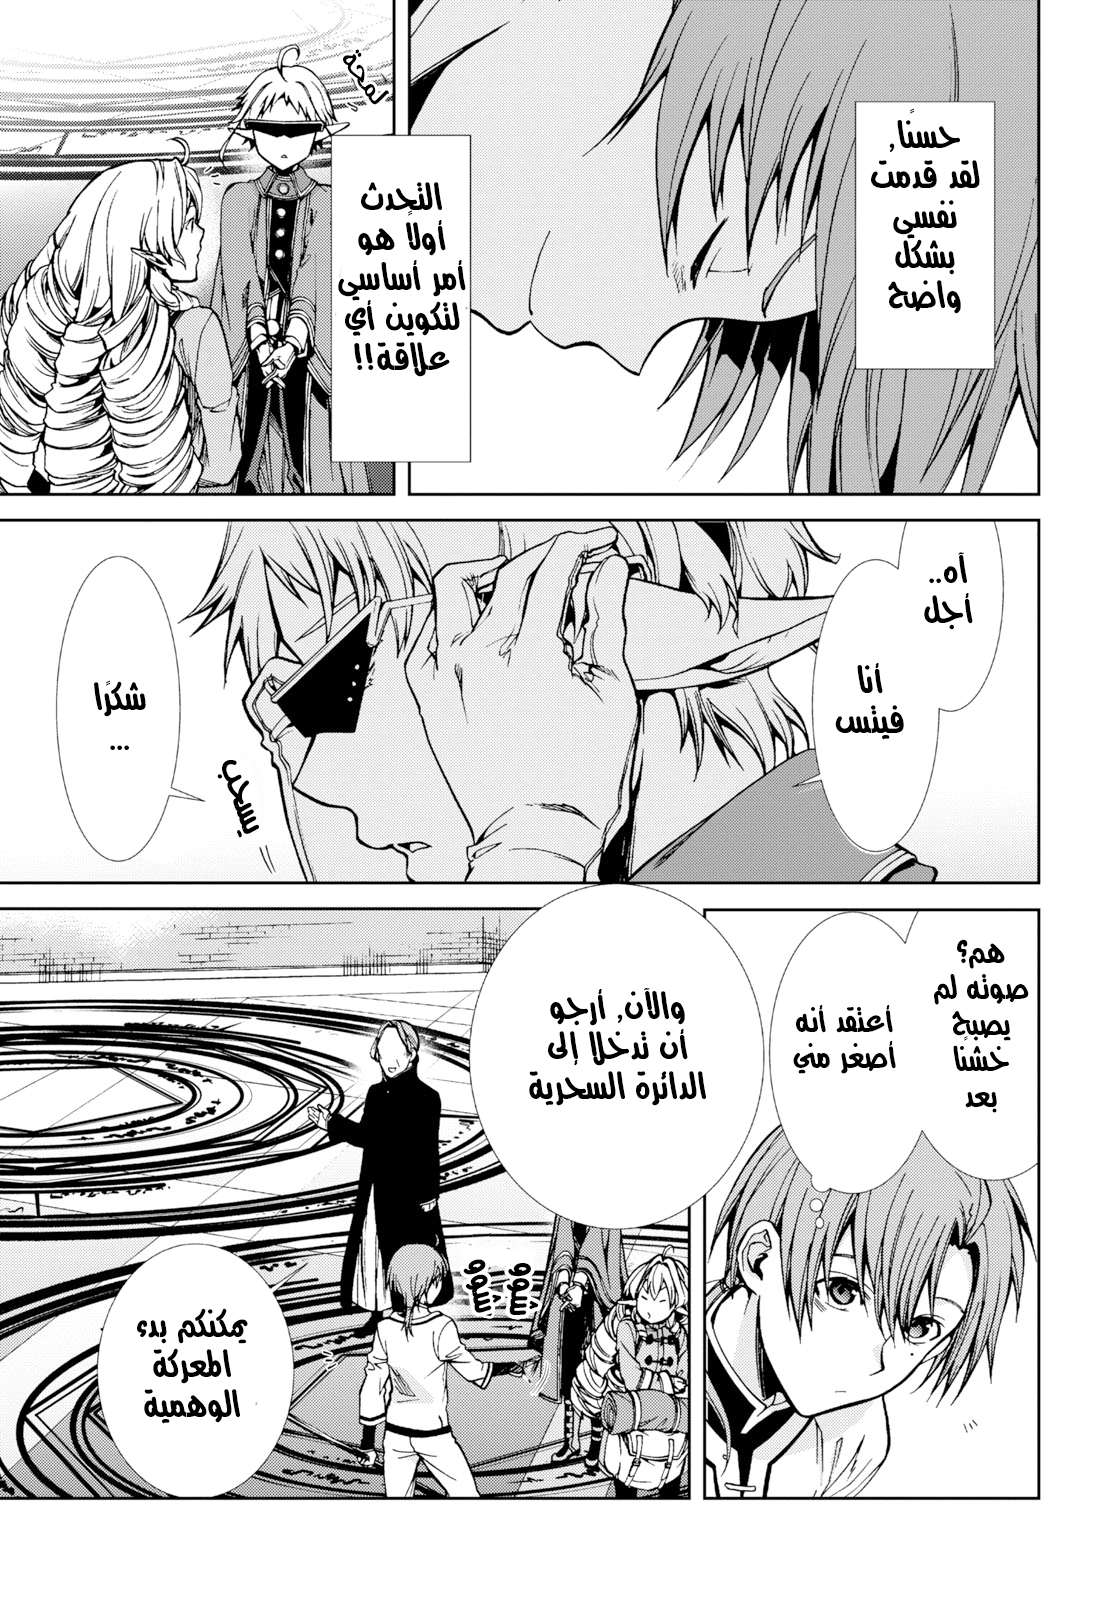 حسنًا,
لقد قدمت
نفسي
بشكل
واضح
التحدث
أولًا هو
أمر أساسي
لتكوين أي
علاقة!!
لمحة
آه..
أجل
أنا
فينس
شكرًا
...
سحب
هم؟
صوته لم
يصبح
خشنًا
بعد
أعتقد أنه
أصغر مني
والآن, أرجو
أن تدخلا إلى
الدائرة السحرية
يمكنكم بدء
المعركة
الوهمية